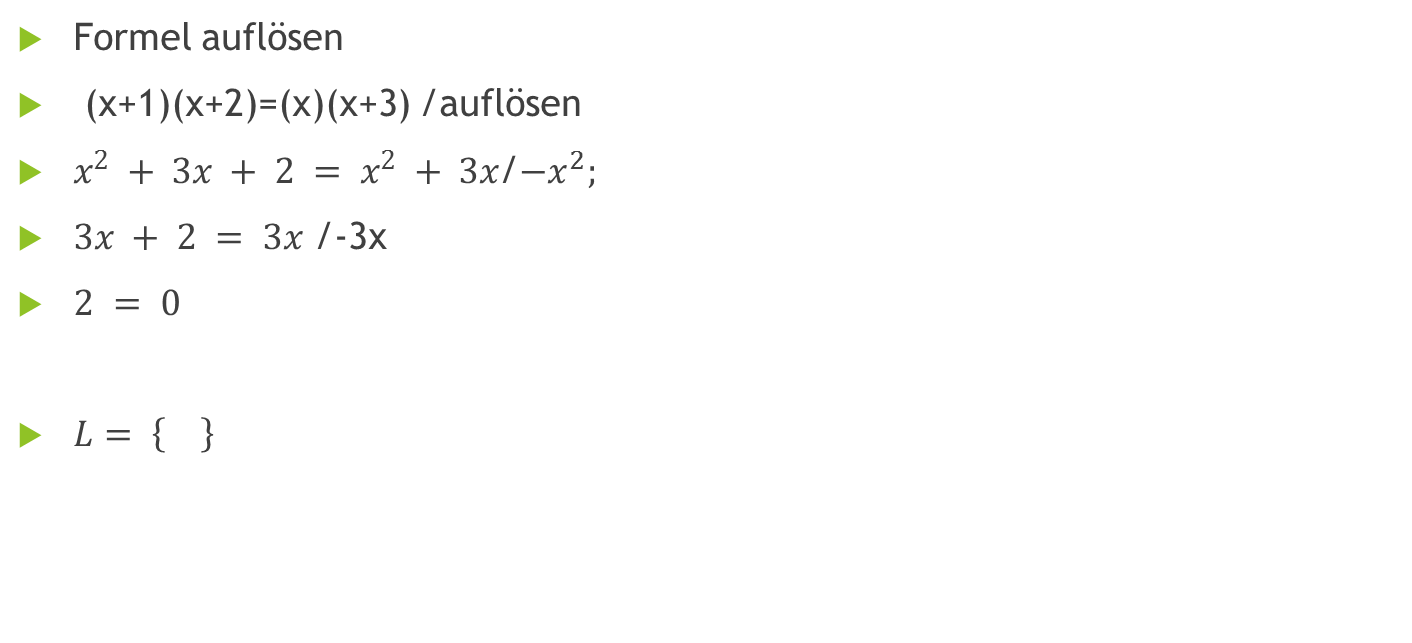 Formel auflösen
(x+1)(x+2)=(x)(x+3) /auflösen
x² + 3x + 2 = x² + 3x/−x²;
3x + 2 = 3x /-3x
2 = 0
L = { }